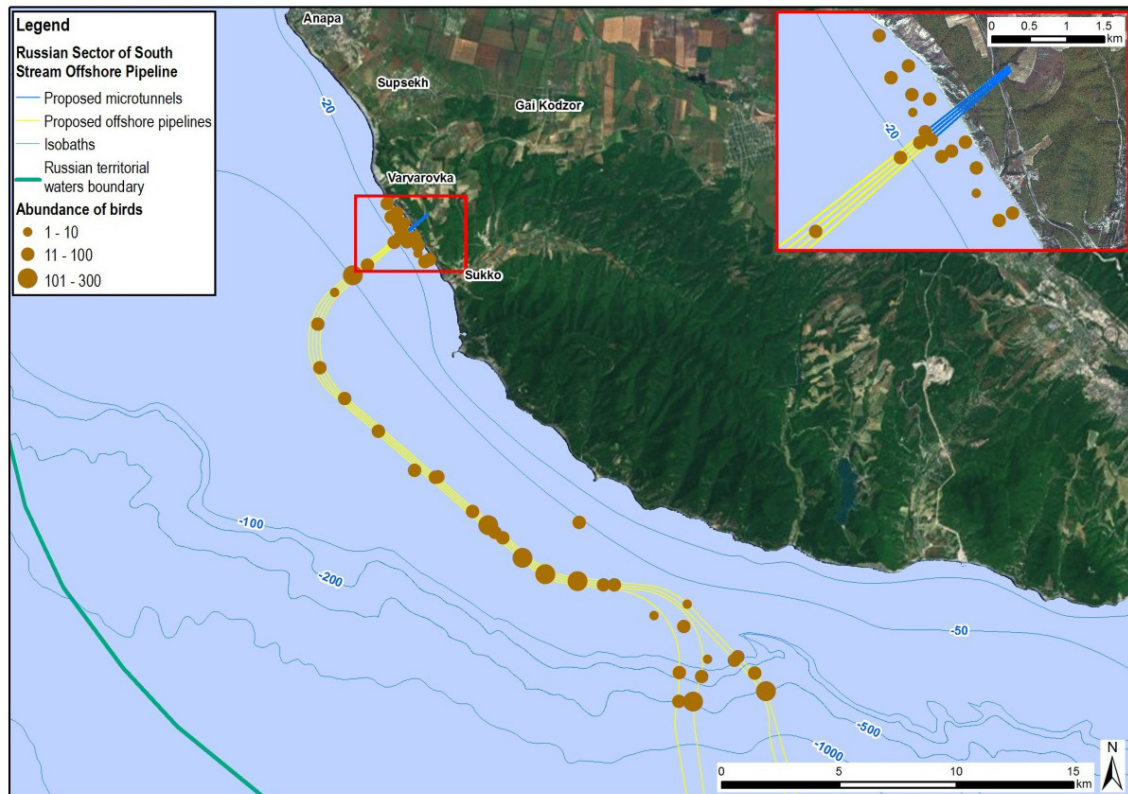 Legend
Russian Sector of South
Stream Offshore Pipeline
Proposed microtunnels
Proposed offshore pipelines
Isobaths
Russian territorial
waters boundary
Abundance of birds
1 - 10
11 - 100
101 - 300
Anapa
Supsekh
Gai Kodzor
Varvarovka
Sukko
-20
-100
-200
-50
-500
-1000
0 0.5 1 1.5
km
-20
N
0 5 10 15
km